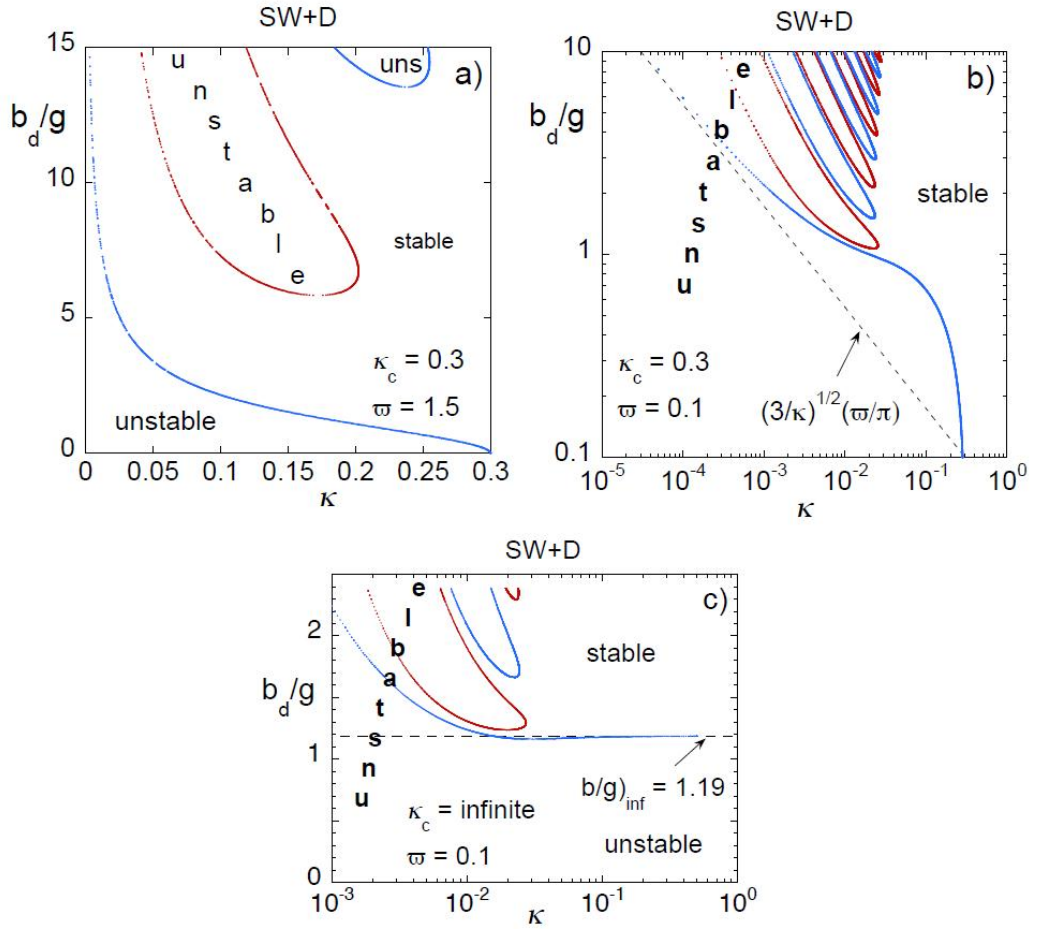 SW+D
15
10
5
0
b_d/g
a)
uns
u
n
s
t
a
b
l
e
stable
κ_c = 0.3
ϖ = 1.5
unstable
0 0.05 0.1 0.15 0.2 0.25 0.3
κ
SW+D
10
1
0.1
b_d/g
b)
e
l
b
a
t
s
n
u
stable
κ_c = 0.3
ϖ = 0.1
(3/κ)^1/2(ϖ/π)
10^-5 10^-4 10^-3 10^-2 10^-1 10^0
κ
SW+D
2
1
0
b_d/g
c)
e
l
b
a
t
s
n
u
stable
b/g)_inf = 1.19
κ_c = infinite
ϖ = 0.1
unstable
10^-3 10^-2 10^-1 10^0
κ